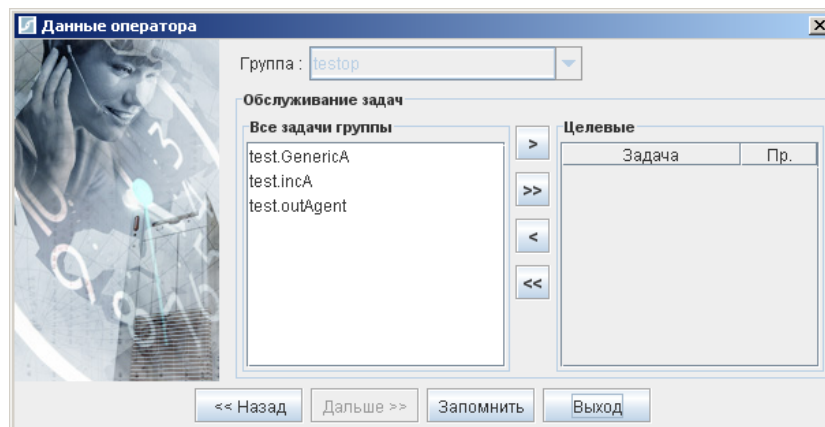 Данные оператора
Группа : testop
Обслуживание задач
Все задачи группы
Целевые
Задача Пр.
test.GenericA
test.incA
test.outAgent
>
>>
<
<<
<< Назад Дальше >> Запомнить Выход